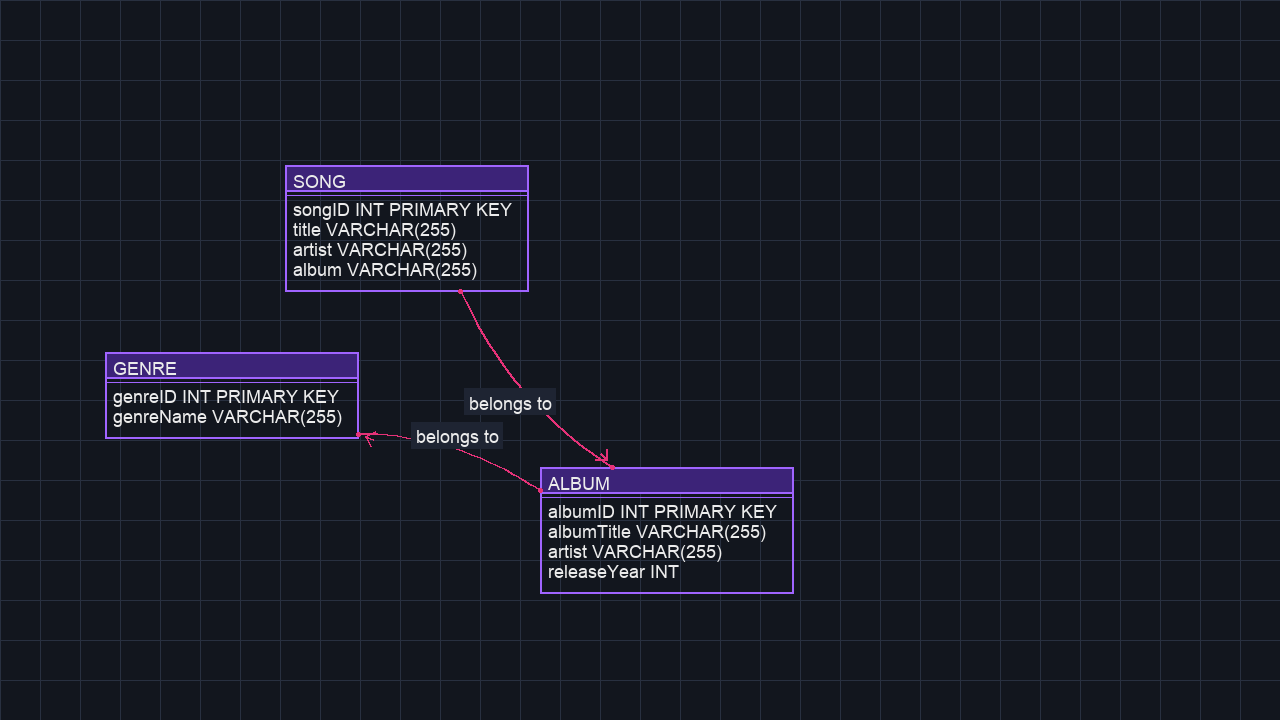 SONG
songID INT PRIMARY KEY
title VARCHAR(255)
artist VARCHAR(255)
album VARCHAR(255)
GENRE
genreID INT PRIMARY KEY
genreName VARCHAR(255)
belongs to
belongs to
ALBUM
albumID INT PRIMARY KEY
albumTitle VARCHAR(255)
artist VARCHAR(255)
releaseYear INT